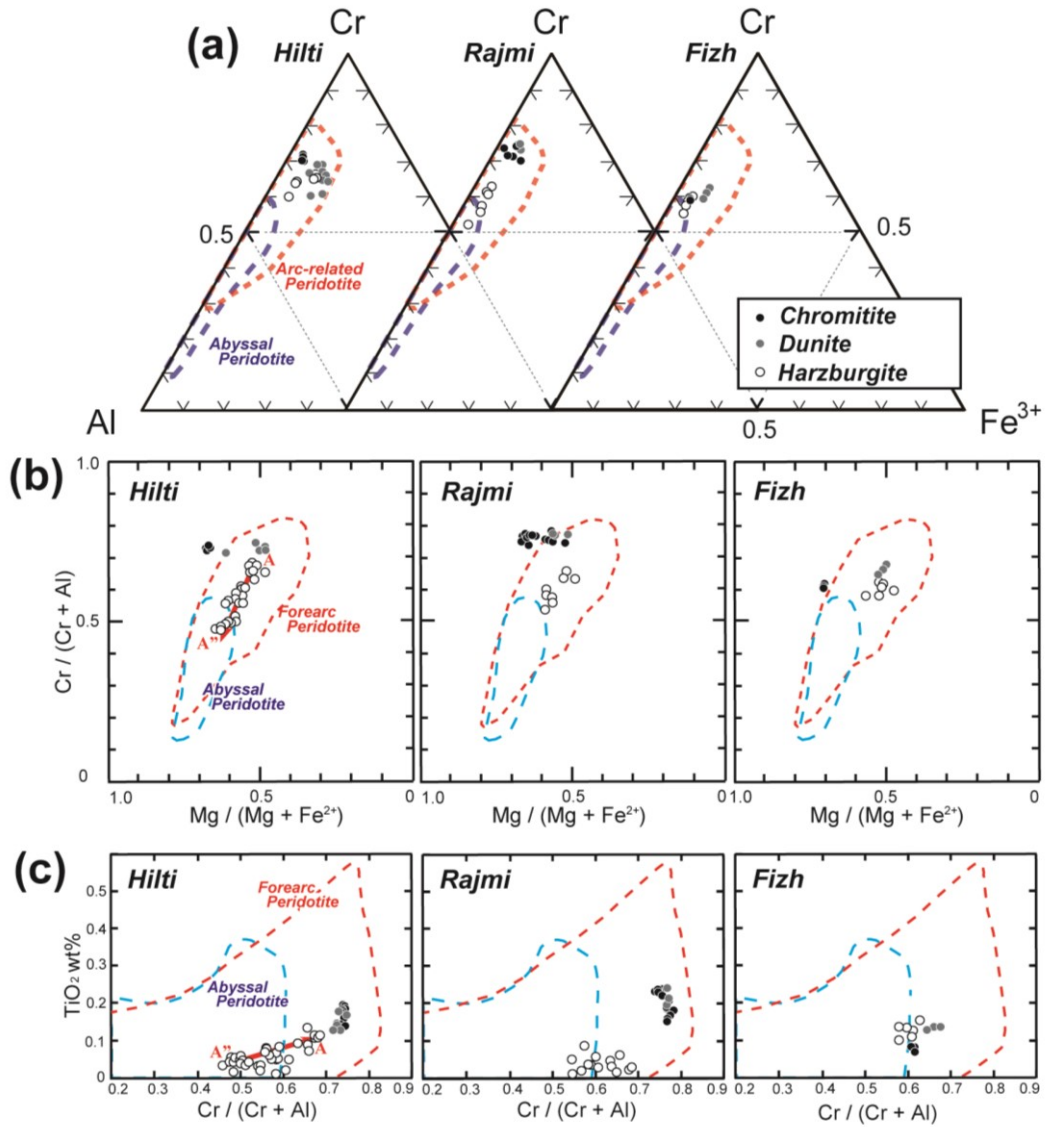 (a)
Cr Cr Cr
Hilti Rajmi Fizh
0.5 0.5
Arc-related
Peridotite
Abyssal
Peridotite
Chromitite
Dunite
Harzburgite
Al Fe3+
0.5
(b)
Hilti Rajmi Fizh
1.0
0.5
0
Cr / (Cr + Al)
A
A"
Forearc
Peridotite
Abyssal
Peridotite
1.0 0.5 0 1.0 0.5 0 1.0 0.5 0
Mg / (Mg + Fe2+) Mg / (Mg + Fe2+) Mg / (Mg + Fe2+)
(c)
Hilti Rajmi Fizh
Forearc
Peridotite
Abyssal
Peridotite
0.5
0.4
0.3
0.2
0.1
0
TiO2 wt%
A"
A
0.2 0.3 0.4 0.5 0.6 0.7 0.8 0.9 0.2 0.3 0.4 0.5 0.6 0.7 0.8 0.9 0.2 0.3 0.4 0.5 0.6 0.7 0.8 0.9
Cr / (Cr + Al) Cr / (Cr + Al) Cr / (Cr + Al)